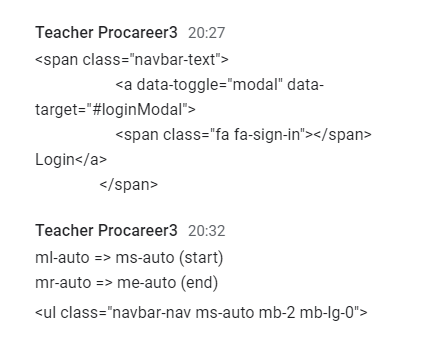 Teacher Procareer3 20:27
<span class="navbar-text">
<a data-toggle="modal" data-
target="#loginModal">
<span class="fa fa-sign-in"></span>
Login</a>
</span>
Teacher Procareer3 20:32
ml-auto => ms-auto (start)
mr-auto => me-auto (end)
<ul class="navbar-nav ms-auto mb-2 mb-lg-0">